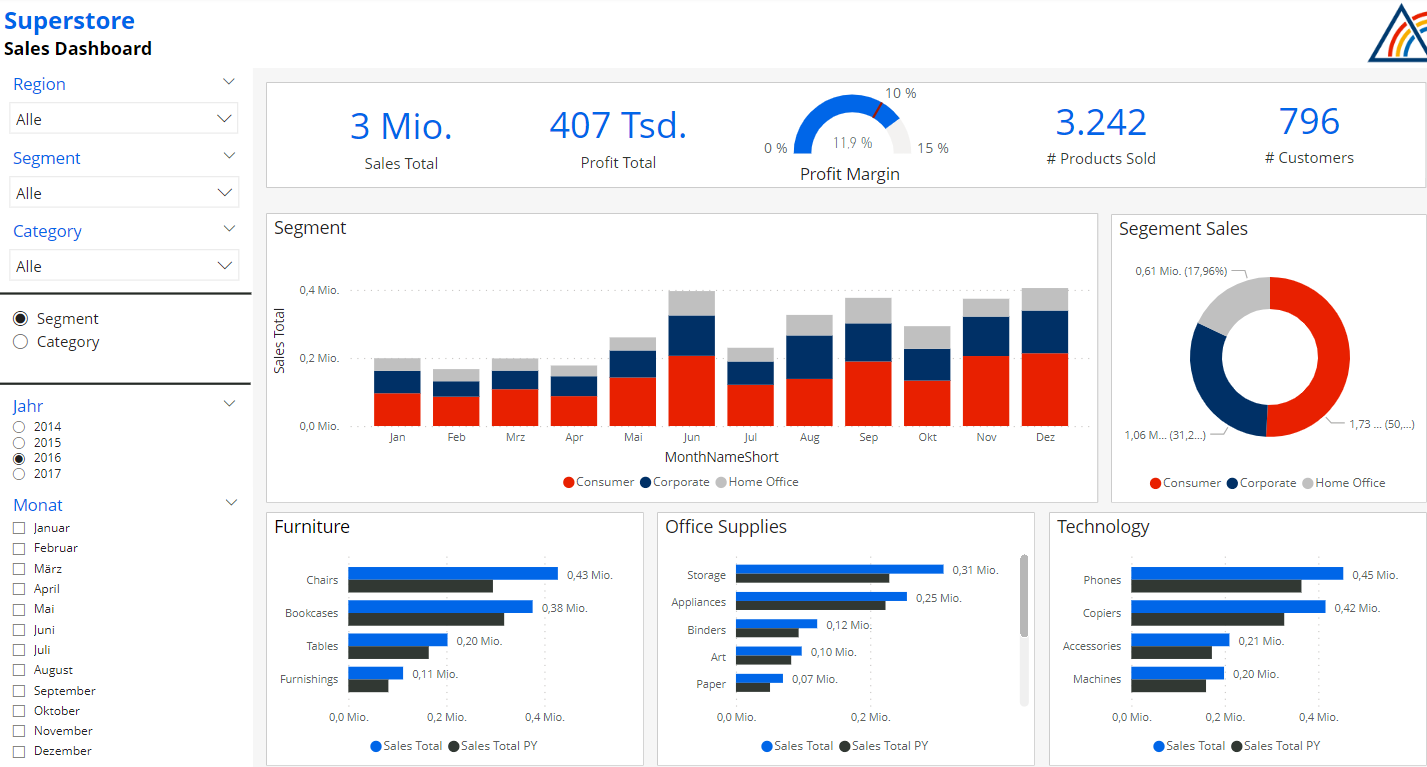 Superstore
Sales Dashboard
Region
Alle
Segment
Alle
Category
Alle
Segment
Category
Jahr
2014
2015
2016
2017
Monat
Januar
Februar
März
April
Mai
Juni
Juli
August
September
Oktober
November
Dezember
3 Mio.
Sales Total
407 Tsd.
Profit Total
10 %
0 %
11.9 %
15 %
Profit Margin
3.242
# Products Sold
796
# Customers
Segment
Sales Total
0,4 Mio.
0,2 Mio.
0,0 Mio.
Jan Feb Mrz Apr Mai Jun Jul Aug Sep Okt Nov Dez
MonthNameShort
Consumer Corporate Home Office
Segement Sales
0,61 Mio. (17,96%)
1,06 M... (31,2...)
1,73 ... (50,...)
Consumer Corporate Home Office
Furniture
Chairs 0,43 Mio.
Bookcases 0,38 Mio.
Tables 0,20 Mio.
Furnishings 0,11 Mio.
0,0 Mio. 0,2 Mio. 0,4 Mio.
Sales Total Sales Total PY
Office Supplies
Storage 0,31 Mio.
Appliances 0,25 Mio.
Binders 0,12 Mio.
Art 0,10 Mio.
Paper 0,07 Mio.
0,0 Mio. 0,2 Mio.
Sales Total Sales Total PY
Technology
Phones 0,45 Mio.
Copiers 0,42 Mio.
Accessories 0,21 Mio.
Machines 0,20 Mio.
0,0 Mio. 0,2 Mio. 0,4 Mio.
Sales Total Sales Total PY